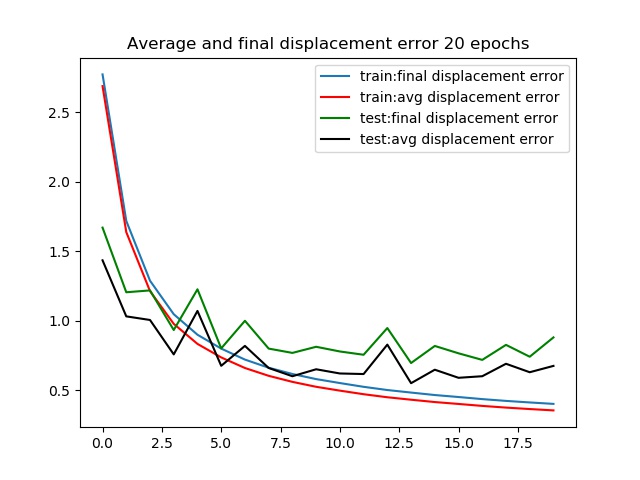 Average and final displacement error 20 epochs
train:final displacement error
train:avg displacement error
test:final displacement error
test:avg displacement error
2.5
2.0
1.5
1.0
0.5
0.0 2.5 5.0 7.5 10.0 12.5 15.0 17.5